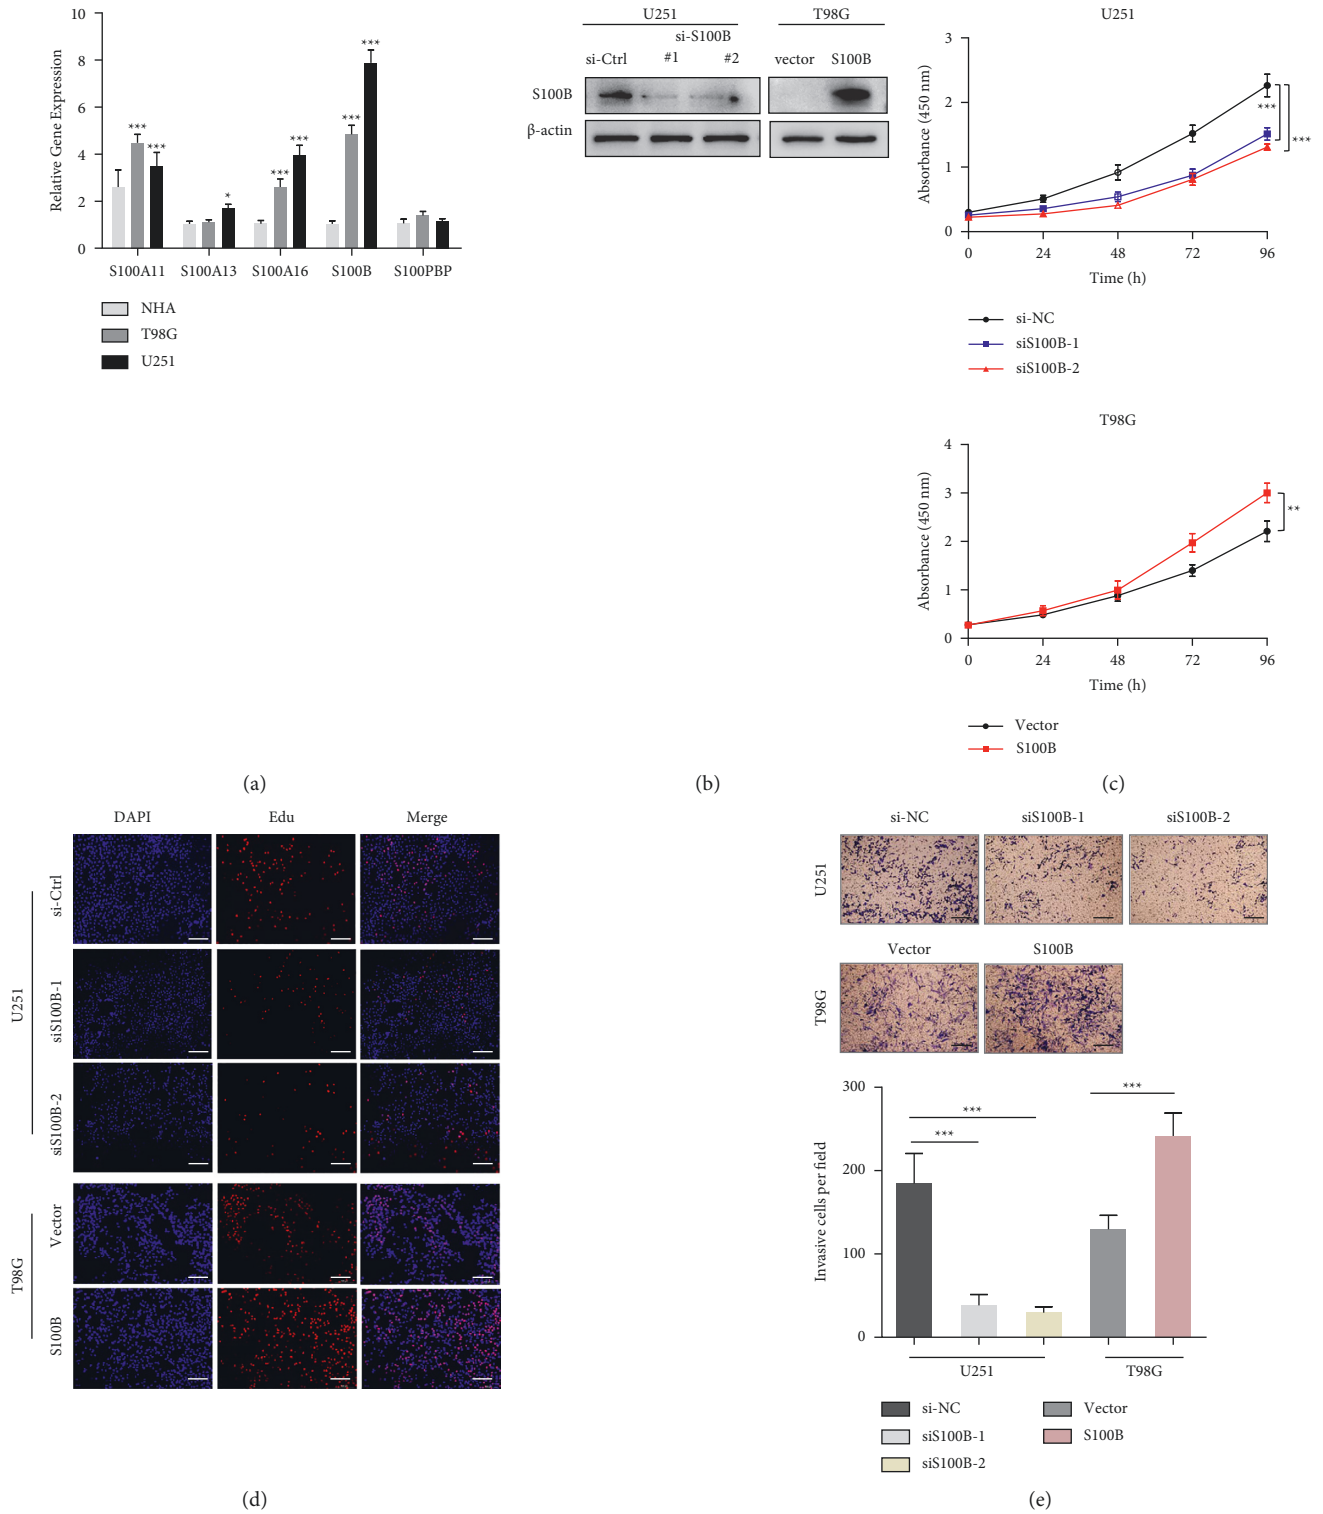 10
8
6
4
2
0
Relative Gene Expression
*** *** * *** *** *** ***
S100A11 S100A13 S100A16 S100B S100PBP
NHA
T98G
U251
(a)
U251 T98G
si-S100B
si-Ctrl #1 #2 vector S100B
S100B
β-actin
(b)
U251
3
2
1
0
Absorbance (450 nm)
***
***
0 24 48 72 96
Time (h)
si-NC
siS100B-1
siS100B-2
T98G
4
3
2
1
0
Absorbance (450 nm)
**
0 24 48 72 96
Time (h)
Vector
S100B
(c)
DAPI Edu Merge
U251
si-Ctrl
siS100B-1
siS100B-2
T98G
Vector
S100B
(d)
si-NC siS100B-1 siS100B-2
U251
Vector S100B
T98G
300
200
100
0
Invasive cells per field
***
***
***
U251 T98G
si-NC
siS100B-1
siS100B-2
Vector
S100B
(e)